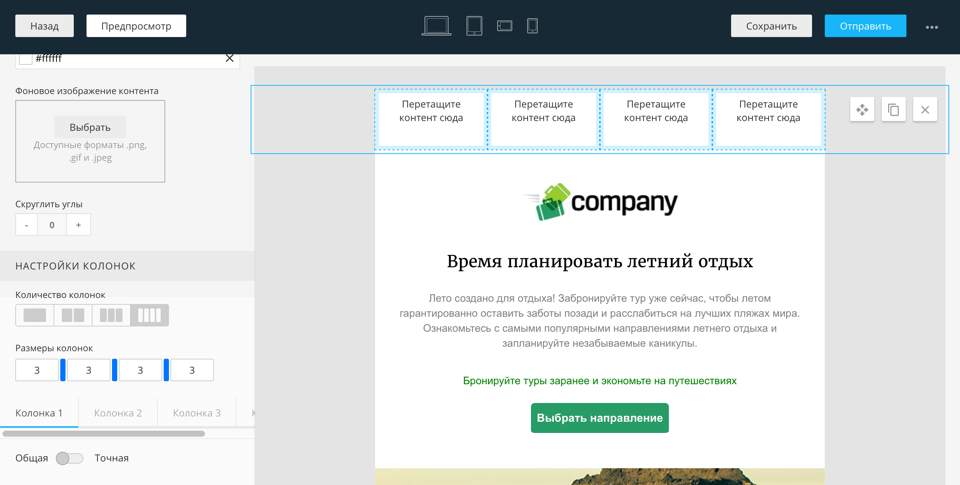 Назад
Предпросмотр
Сохранить
Отправить
#ffffff
Фоновое изображение контента
Выбрать
Доступные форматы .png,
.gif и .jpeg
Скруглить углы
- 0 +
НАСТРОЙКИ КОЛОНОК
Количество колонок
Размеры колонок
3 3 3 3
Колонка 1 Колонка 2 Колонка 3
Общая Точная
Перетащите
контент сюда
Перетащите
контент сюда
Перетащите
контент сюда
Перетащите
контент сюда
company
Время планировать летний отдых
Лето создано для отдыха! Забронируйте тур уже сейчас, чтобы летом
гарантированно оставить заботы позади и расслабиться на лучших пляжах мира.
Ознакомьтесь с самыми популярными направлениями летнего отдыха и
запланируйте незабываемые каникулы.
Бронируйте туры заранее и экономьте на путешествиях
Выбрать направление